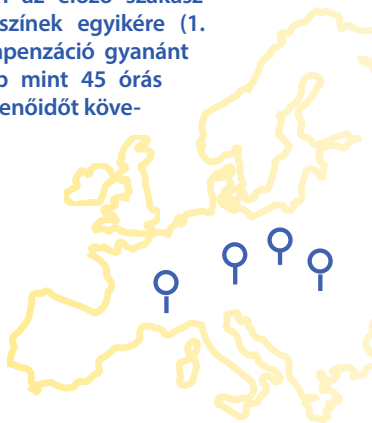 az előző szakasz
színek egyikére (1.
penzáció gyanánt
mint 45 órás
enőidőt köve-